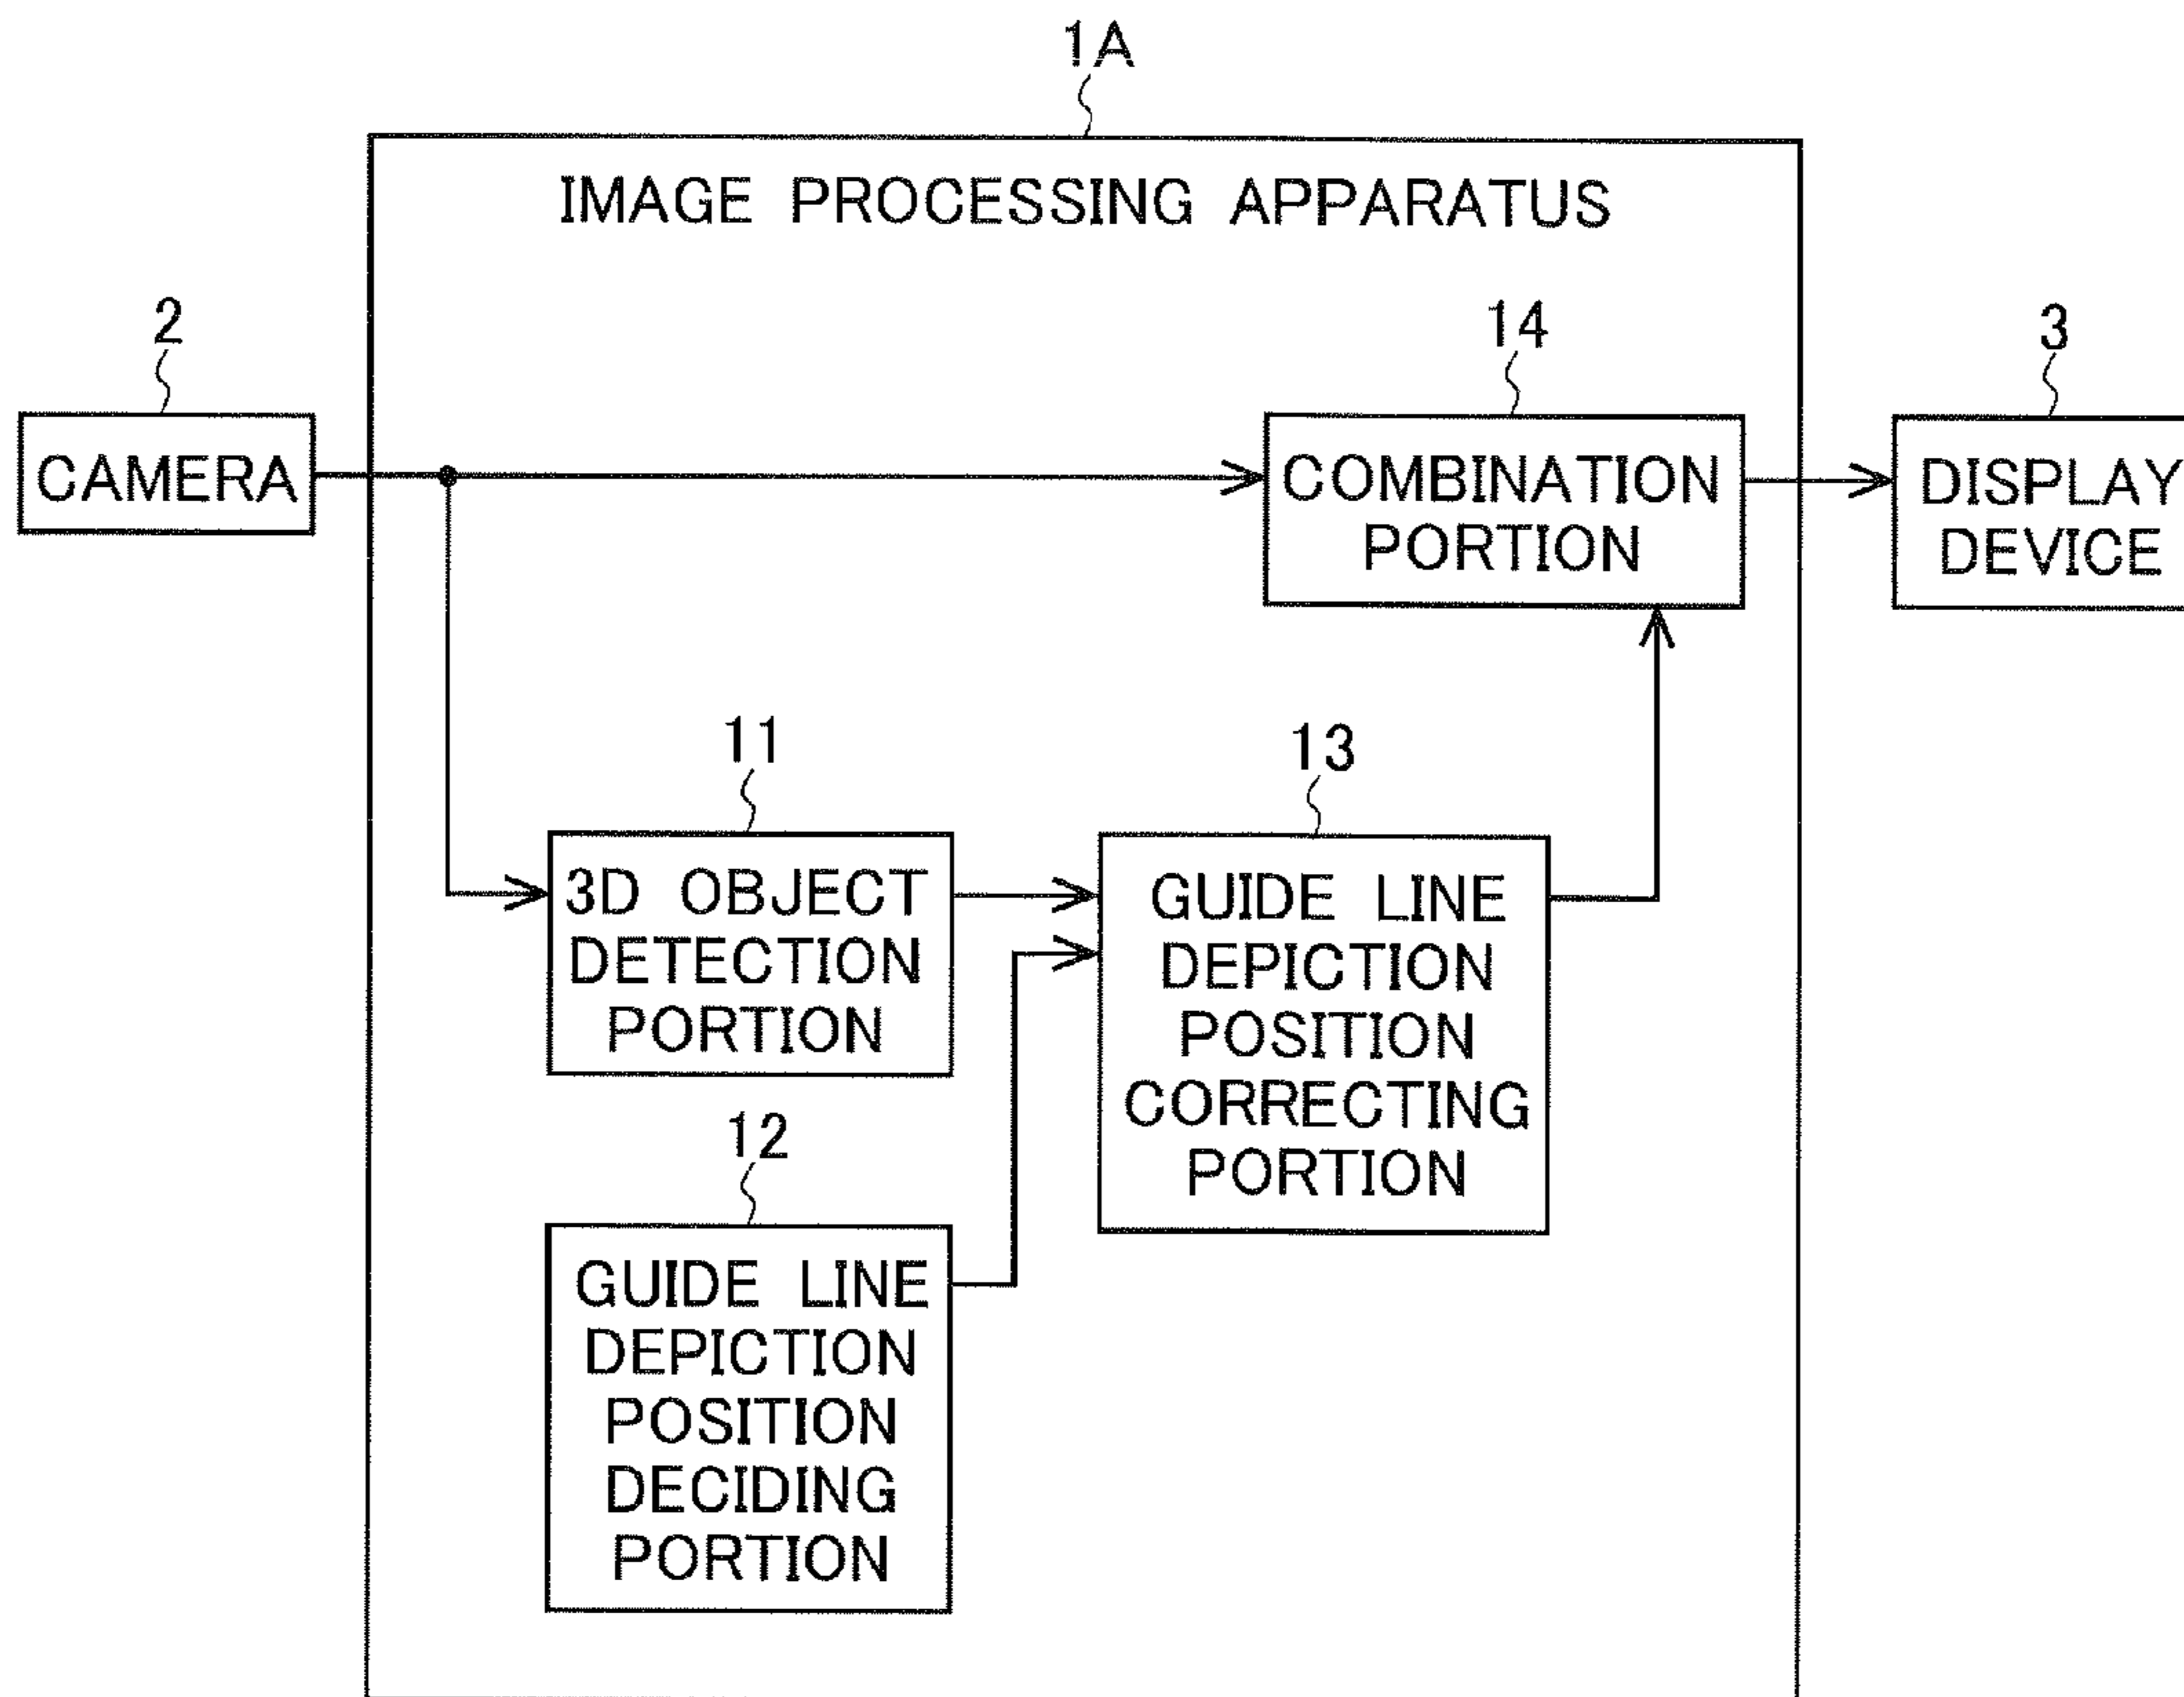 1A
IMAGE PROCESSING APPARATUS
2
CAMERA
14
COMBINATION
PORTION
3
DISPLAY
DEVICE
11
3D OBJECT
DETECTION
PORTION
13
GUIDE LINE
DEPICTION
POSITION
CORRECTING
PORTION
12
GUIDE LINE
DEPICTION
POSITION
DECIDING
PORTION